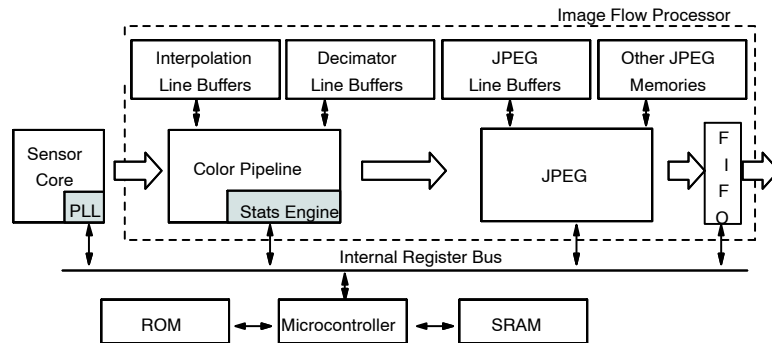 Image Flow Processor
Interpolation
Line Buffers
Decimator
Line Buffers
JPEG
Line Buffers
Other JPEG
Memories
Sensor
Core
PLL
Color Pipeline
Stats Engine
JPEG
F
I
F
O
Internal Register Bus
ROM
Microcontroller
SRAM